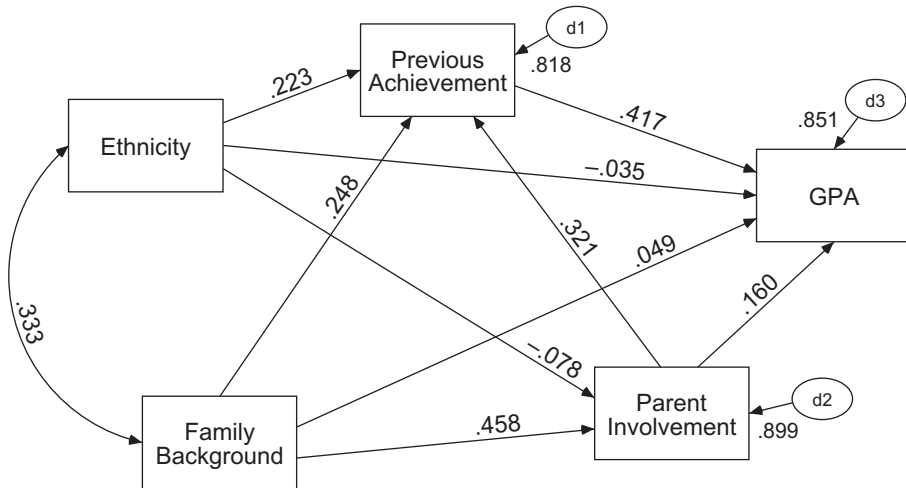 d1
Previous
Achievement
.818
d3
.851
.223
.417
Ethnicity
–.035
GPA
.248
.321
.049
.160
.333
–.078
Parent
Involvement
d2
.899
Family
Background
.458